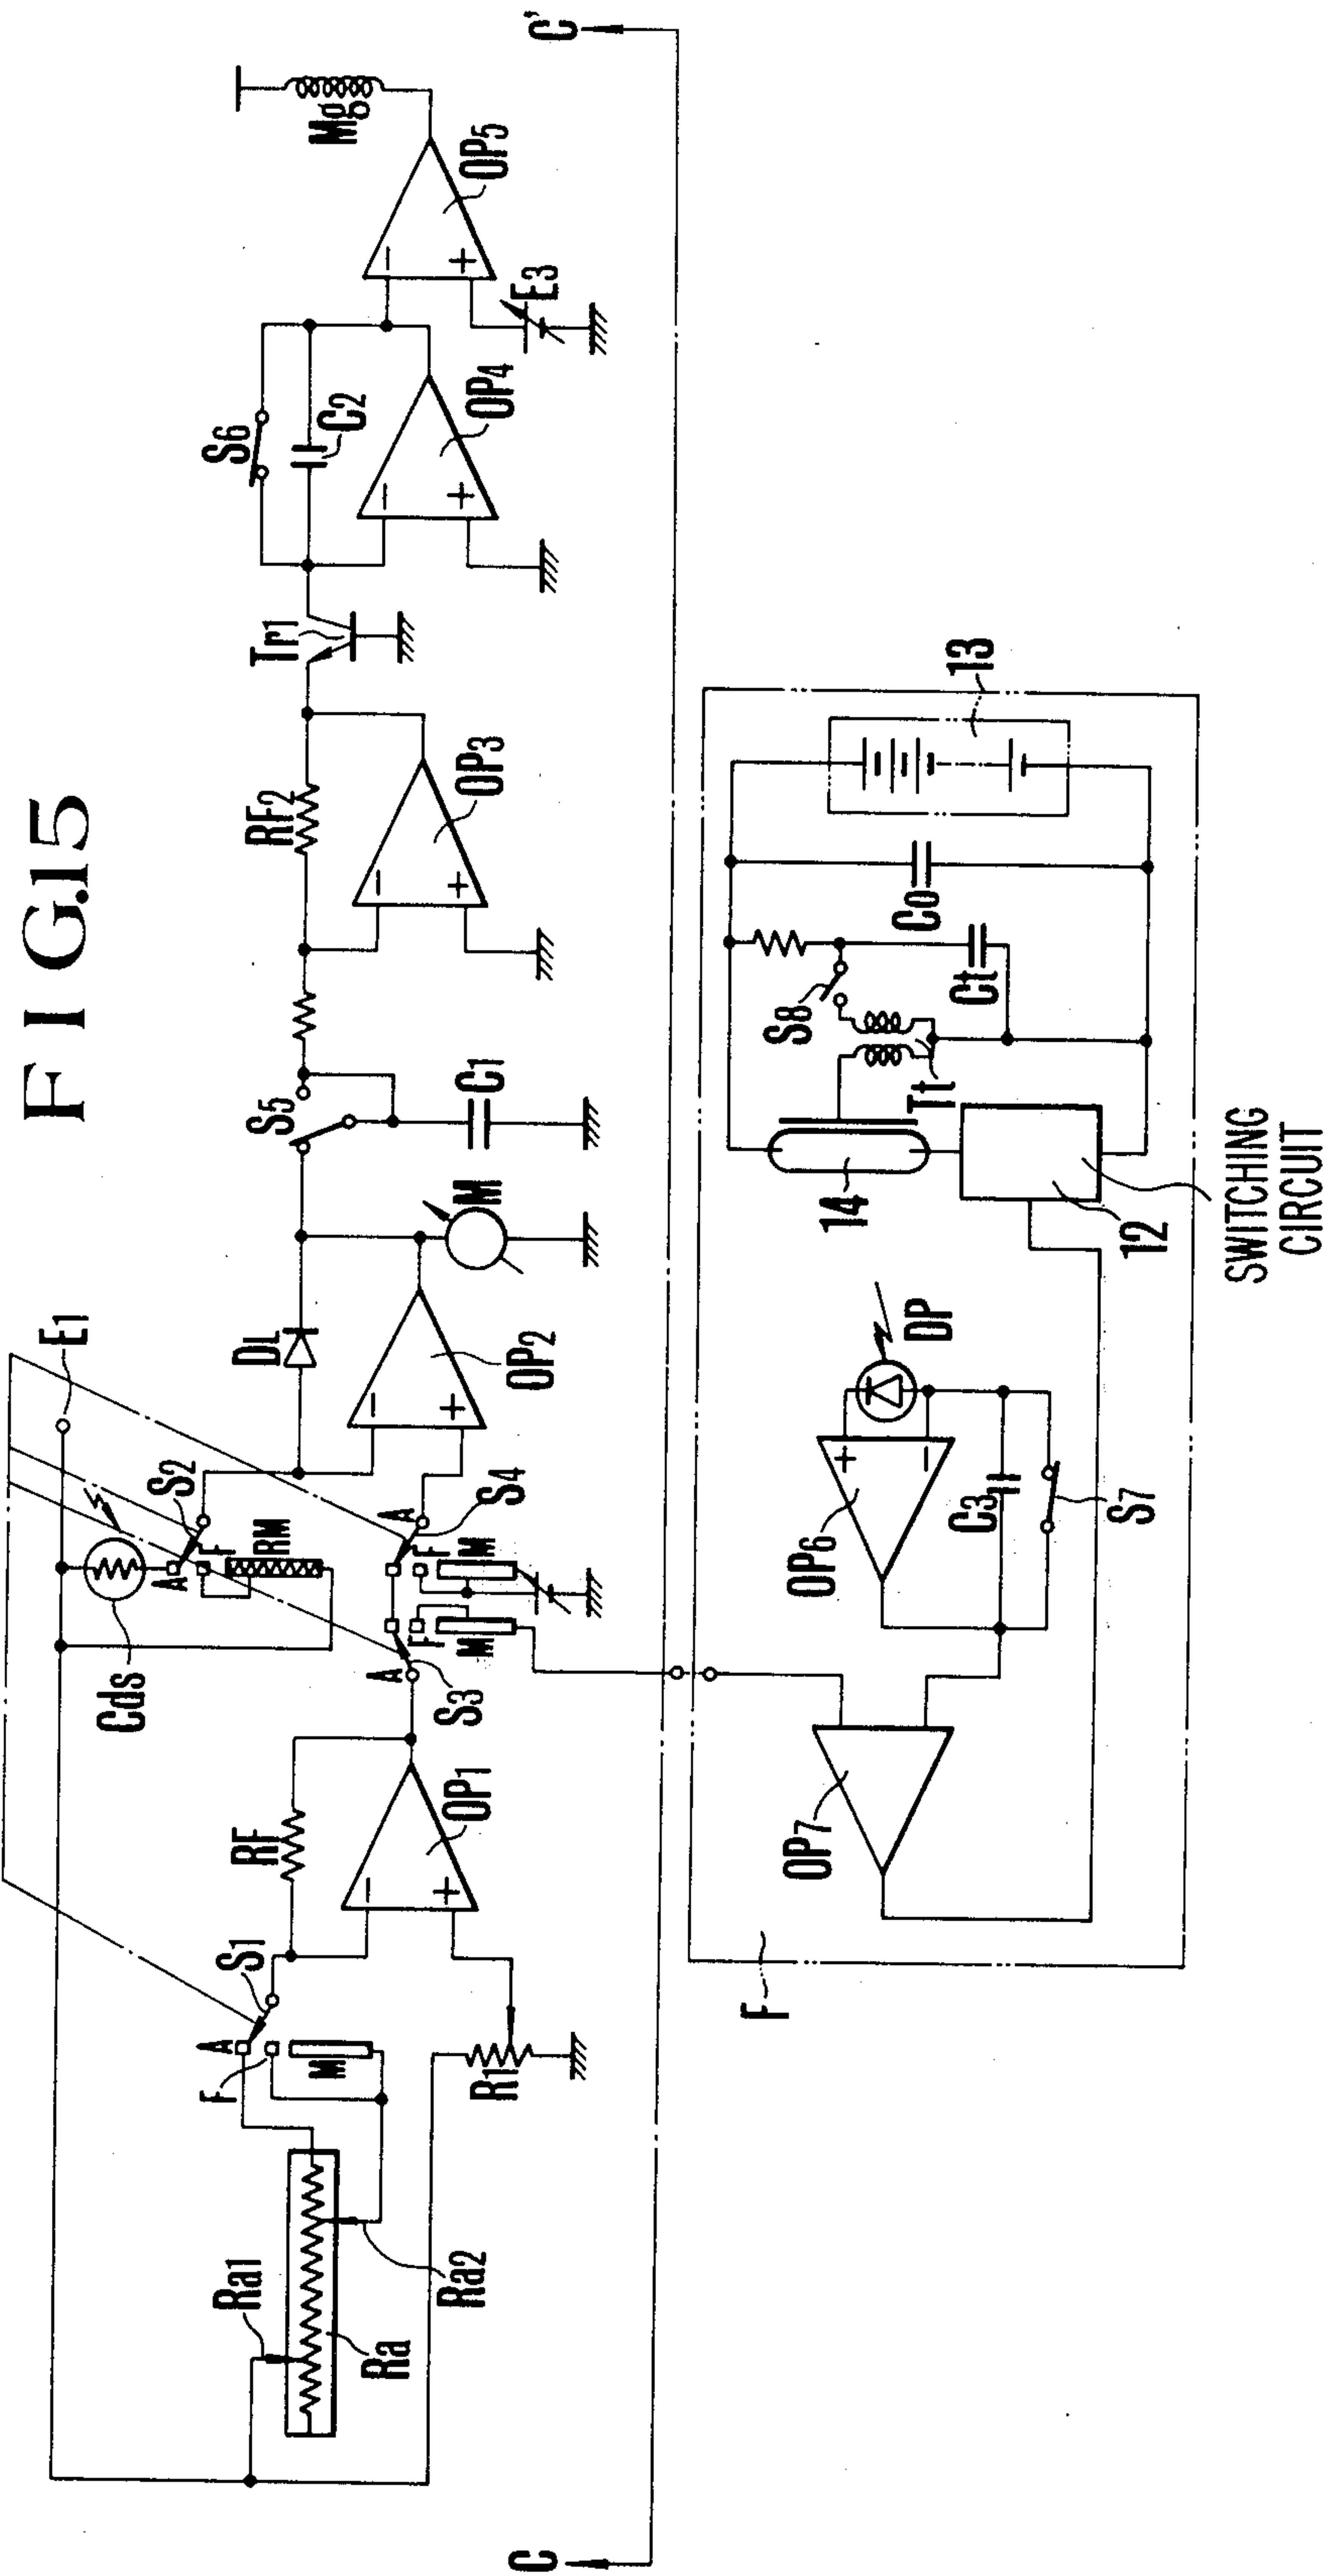 FIG.15
E1
Cds
A
S2
F
RM
DL
S5
RF2
Tr1
S6
C2
Mg
Ra1
Ra
Ra2
F
A
S1
M
R1
RF
OP1
A
S3
F
M
A
F
M
S4
−
+
−
+
OP2
M
C1
−
+
OP3
−
+
OP4
−
+
E3
OP5
C
C'
F
OP7
OP6
+
−
DP
C3
S7
14
Tt
S8
Ct
Co
13
12
SWITCHING
CIRCUIT